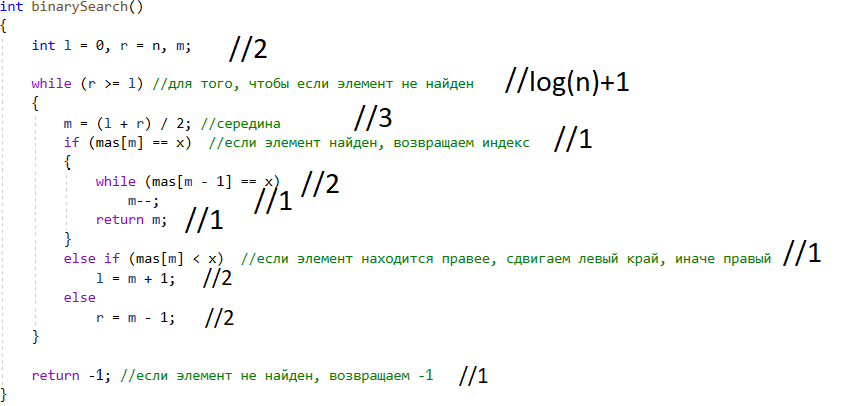 int binarySearch()
{
int l = 0, r = n, m; //2
while (r >= l) //для того, чтобы если элемент не найден //log(n)+1
{
m = (l + r) / 2; //середина //3
if (mas[m] == x) //если элемент найден, возвращаем индекс //1
{
while (mas[m - 1] == x) //2
m--; //1
return m; //1
}
else if (mas[m] < x) //если элемент находится правее, сдвигаем левый край, иначе правый //1
l = m + 1; //2
else
r = m - 1; //2
}
return -1; //если элемент не найден, возвращаем -1 //1
}